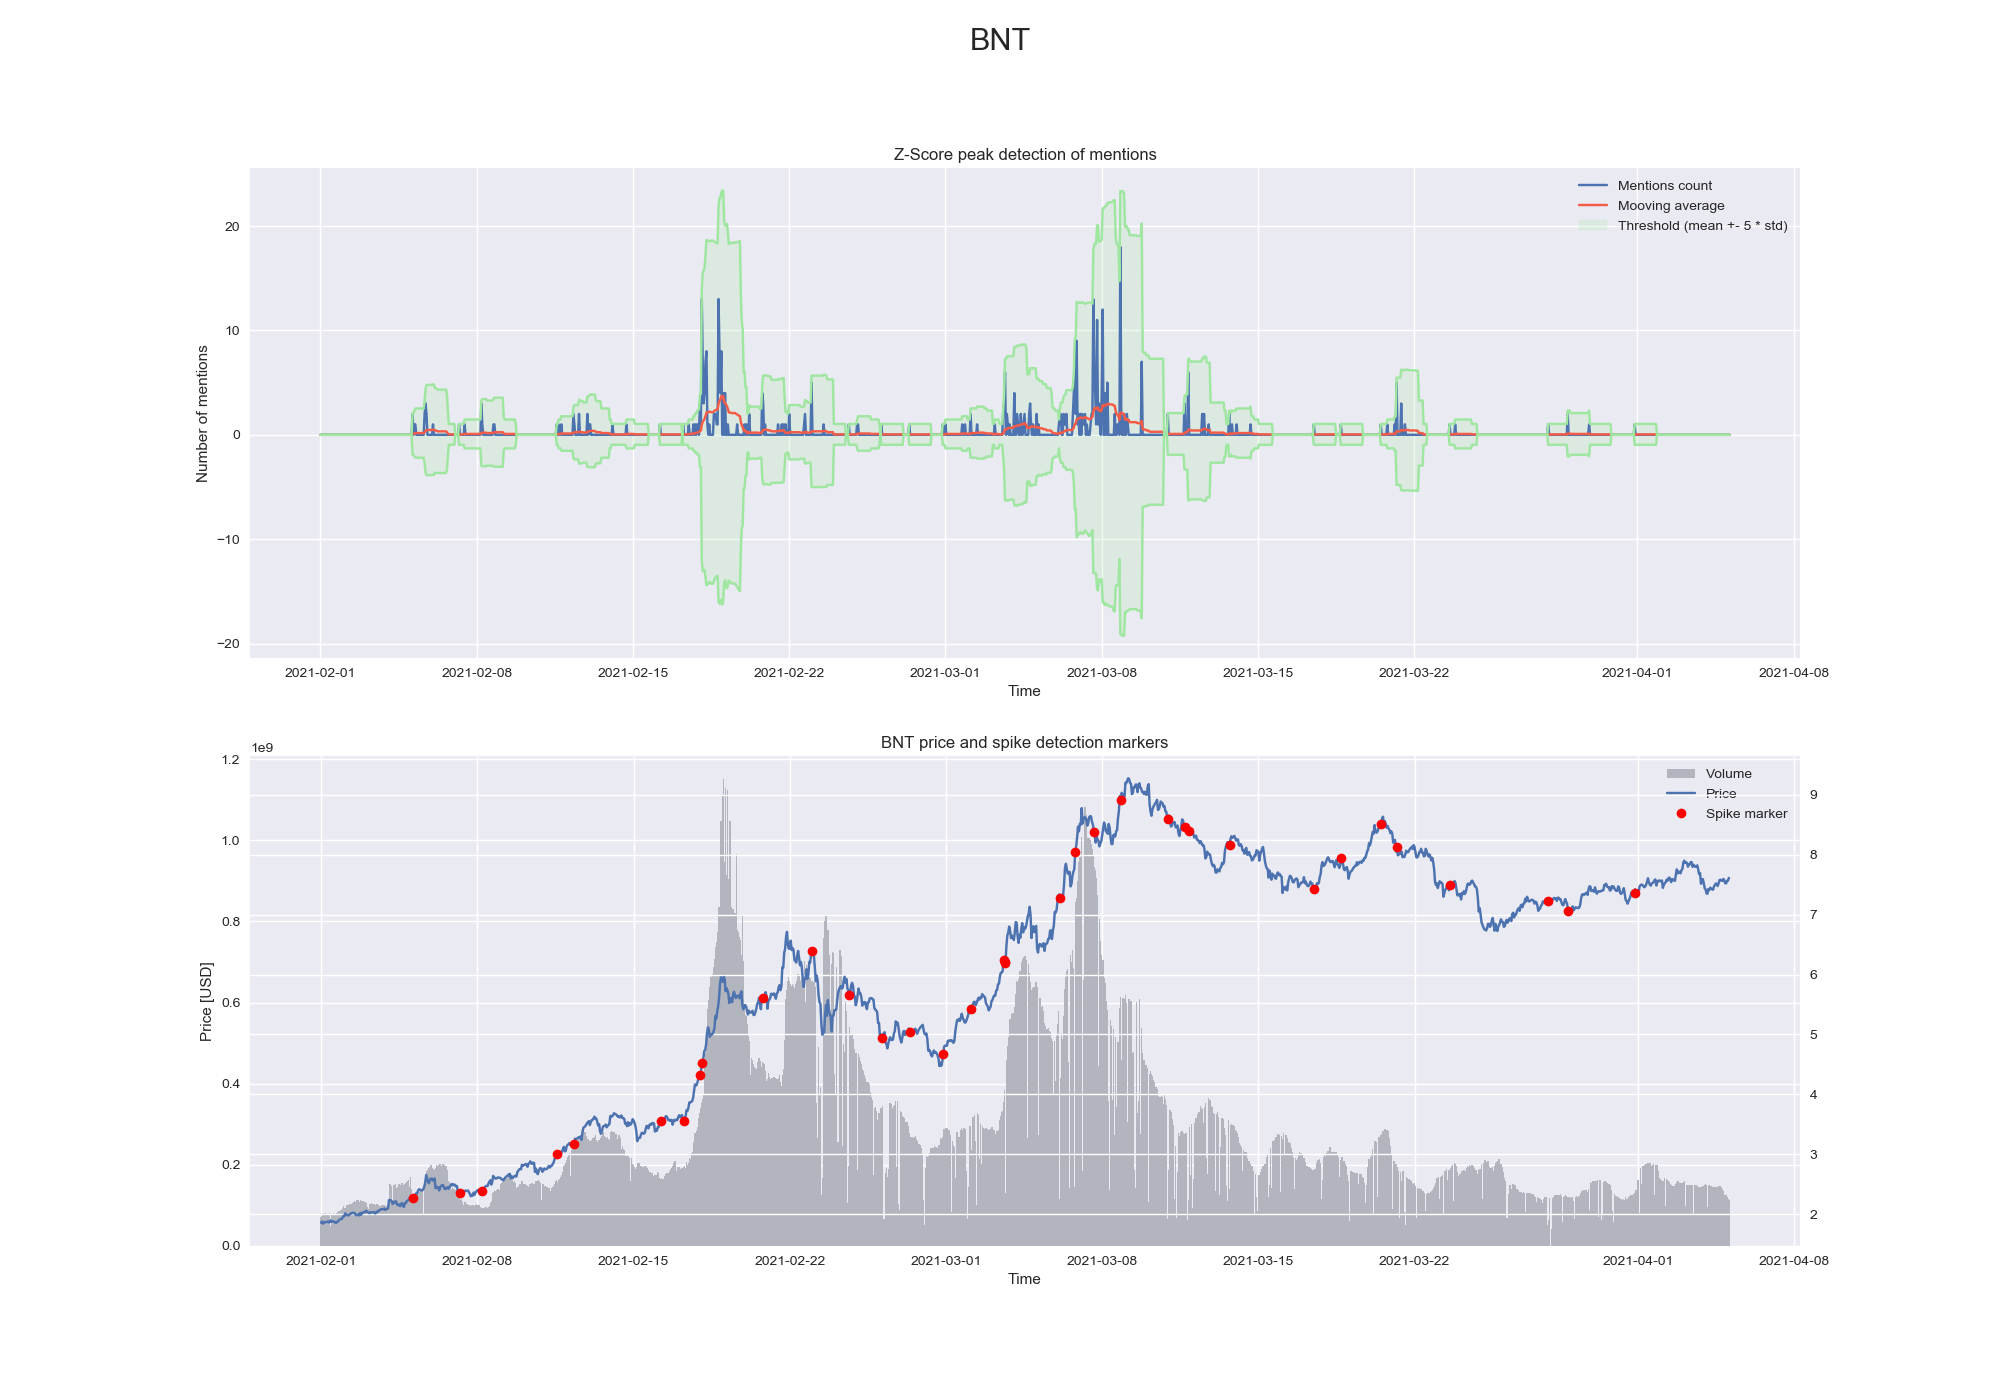 BNT
Z-Score peak detection of mentions
Mentions count
Mooving average
Threshold (mean +- 5 * std)
Number of mentions
20
10
0
−10
−20
2021-02-01 2021-02-08 2021-02-15 2021-02-22 2021-03-01 2021-03-08 2021-03-15 2021-03-22 2021-04-01 2021-04-08
Time
BNT price and spike detection markers
1e9
Volume
Price
Spike marker
Price [USD]
1.2
1.0
0.8
0.6
0.4
0.2
0.0
9
8
7
6
5
4
3
2
2021-02-01 2021-02-08 2021-02-15 2021-02-22 2021-03-01 2021-03-08 2021-03-15 2021-03-22 2021-04-01 2021-04-08
Time